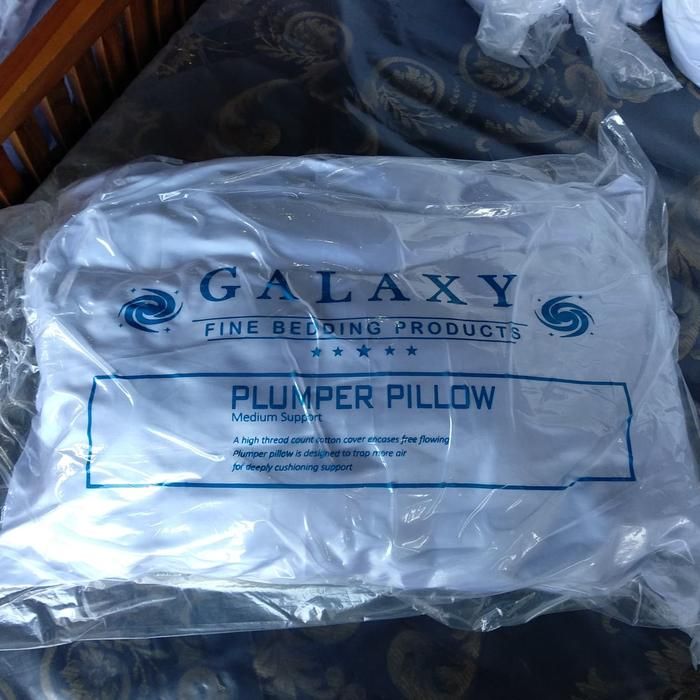 GALAXY
FINE BEDDING PRODUCTS
PLUMPER PILLOW
Medium Support
A high thread count cotton cover encases free flowing
Plumper pillow is designed to trap more air
for deeply cushioning support